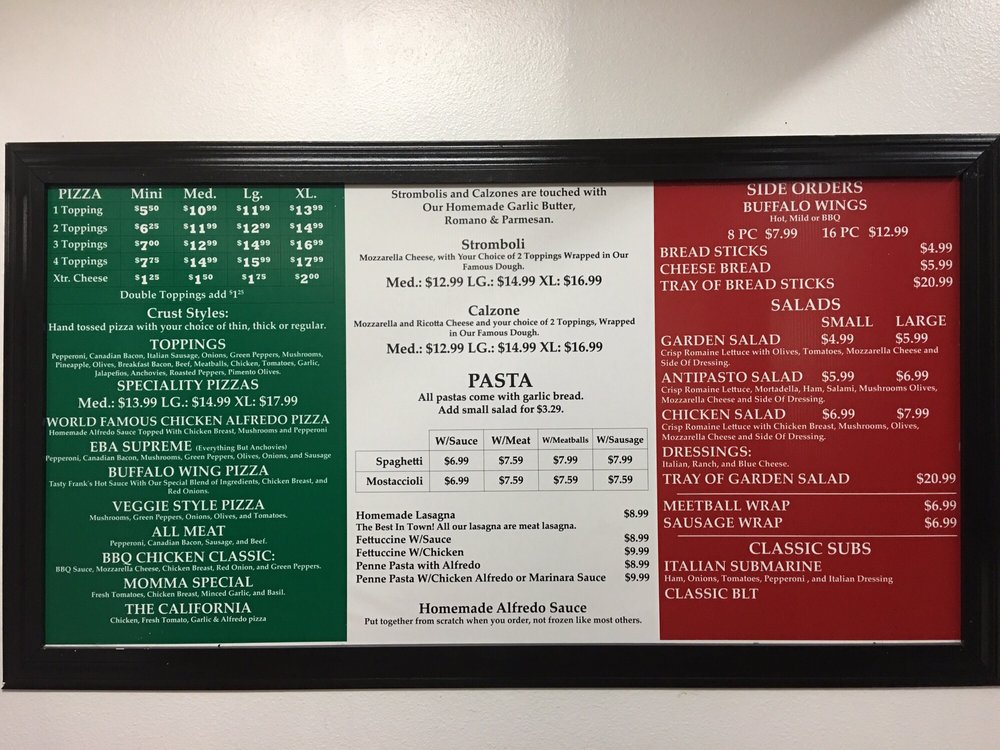 PIZZA Mini Med. Lg. XL.
1 Topping $5.50 $10.99 $11.99 $13.99
2 Toppings $6.25 $11.99 $12.99 $14.99
3 Toppings $7.00 $12.99 $14.99 $16.99
4 Toppings $7.75 $14.99 $15.99 $17.99
Xtr. Cheese $1.25 $1.50 $1.75 $2.00
Double Toppings add $1.25
Crust Styles:
Hand tossed pizza with your choice of thin, thick or regular.
TOPPINGS
Pepperoni, Canadian Bacon, Italian Sausage, Onions, Green Peppers, Mushrooms,
Pineapple, Olives, Breakfast Bacon, Beef, Meatballs, Chicken, Tomatoes, Garlic,
Jalapeños, Anchovies, Roasted Peppers, Pimento Olives.
SPECIALITY PIZZAS
Med.: $13.99 LG.: $14.99 XL: $17.99
WORLD FAMOUS CHICKEN ALFREDO PIZZA
Homemade Alfredo Sauce Topped With Chicken Breast, Mushrooms and Pepperoni
EBA SUPREME (Everything But Anchovies)
Pepperoni, Canadian Bacon, Mushrooms, Green Peppers, Olives, Onions, and Sausage
BUFFALO WING PIZZA
Tasty Frank's Hot Sauce With Our Special Blend of Ingredients, Chicken Breast, and
Red Onions.
VEGGIE STYLE PIZZA
Mushrooms, Green Peppers, Onions, Olives, and Tomatoes.
ALL MEAT
Pepperoni, Canadian Bacon, Sausage, and Beef.
BBQ CHICKEN CLASSIC:
BBQ Sauce, Mozzarella Cheese, Chicken Breast, Red Onion, and Green Peppers.
MOMMA SPECIAL
Fresh Tomatoes, Chicken Breast, Minced Garlic, and Basil.
THE CALIFORNIA
Chicken, Fresh Tomato, Garlic & Alfredo pizza
Strombolis and Calzones are touched with
Our Homemade Garlic Butter,
Romano & Parmesan.
Stromboli
Mozzarella Cheese, with Your Choice of 2 Toppings Wrapped in Our
Famous Dough.
Med.: $12.99 LG.: $14.99 XL: $16.99
Calzone
Mozzarella and Ricotta Cheese and your choice of 2 Toppings, Wrapped
in Our Famous Dough.
Med.: $12.99 LG.: $14.99 XL: $16.99
PASTA
All pastas come with garlic bread.
Add small salad for $3.29.
W/Sauce W/Meat W/Meatballs W/Sausage
Spaghetti $6.99 $7.59 $7.99 $7.99
Mostaccioli $6.99 $7.59 $7.59 $7.59
Homemade Lasagna $8.99
The Best In Town! All our lasagna are meat lasagna.
Fettuccine W/Sauce $8.99
Fettuccine W/Chicken $9.99
Penne Pasta with Alfredo $8.99
Penne Pasta W/Chicken Alfredo or Marinara Sauce $9.99
Homemade Alfredo Sauce
Put together from scratch when you order, not frozen like most others.
SIDE ORDERS
BUFFALO WINGS
Hot, Mild or BBQ
8 PC $7.99 16 PC $12.99
BREAD STICKS $4.99
CHEESE BREAD $5.99
TRAY OF BREAD STICKS $20.99
SALADS
SMALL LARGE
GARDEN SALAD $4.99 $5.99
Crisp Romaine Lettuce with Olives, Tomatoes, Mozzarella Cheese and
Side Of Dressing.
ANTIPASTO SALAD $5.99 $6.99
Crisp Romaine Lettuce, Mortadella, Ham, Salami, Mushrooms Olives,
Mozzarella Cheese and Side Of Dressing.
CHICKEN SALAD $6.99 $7.99
Crisp Romaine Lettuce with Chicken Breast, Mushrooms, Olives,
Mozzarella Cheese and Side Of Dressing.
DRESSINGS:
Italian, Ranch, and Blue Cheese.
TRAY OF GARDEN SALAD $20.99
MEETBALL WRAP $6.99
SAUSAGE WRAP $6.99
CLASSIC SUBS
ITALIAN SUBMARINE
Ham, Onions, Tomatoes, Pepperoni , and Italian Dressing
CLASSIC BLT